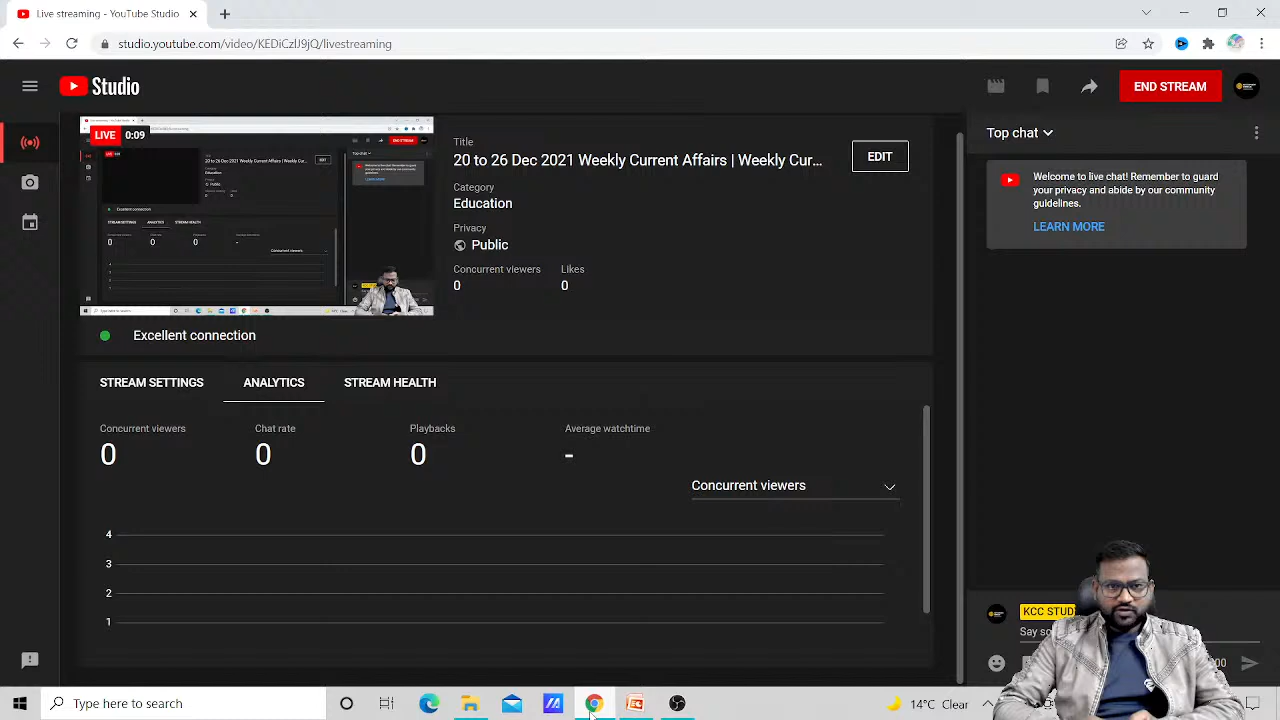 Live streaming - YouTube Studio
studio.youtube.com/video/KEDiCzlJ9jQ/livestreaming
Studio
END STREAM
LIVE 0:09
Title
20 to 26 Dec 2021 Weekly Current Affairs | Weekly Cur...
EDIT
Category
Education
Privacy
Public
Concurrent viewers Likes
0 0
Excellent connection
STREAM SETTINGS ANALYTICS STREAM HEALTH
Concurrent viewers Chat rate Playbacks Average watchtime
0 0 0 -
Concurrent viewers
4
3
2
1
Top chat
Welcome to live chat! Remember to guard
your privacy and abide by our community
guidelines.
LEARN MORE
KCC
Say
Type here to search
14°C Clear